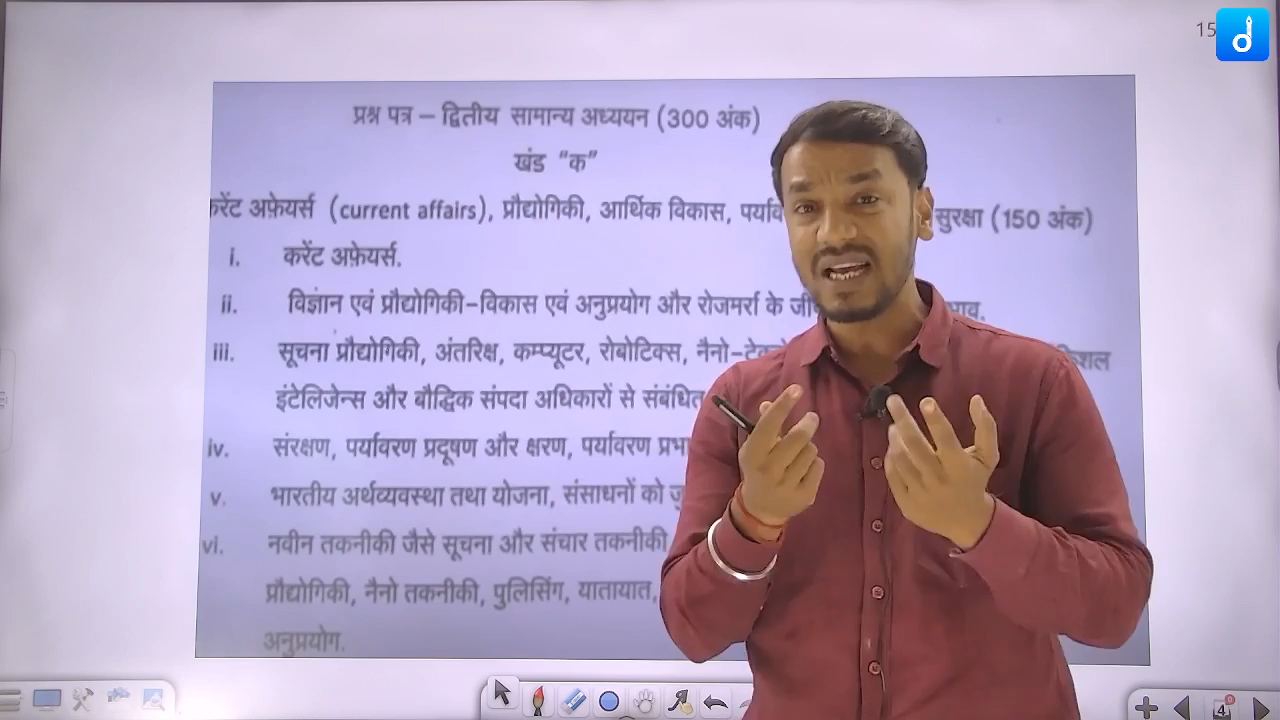 15
प्रश्न पत्र – द्वितीय सामान्य अध्ययन (300 अंक)
खंड "क"
करेंट अफ़ेयर्स (current affairs), प्रौद्योगिकी, आर्थिक विकास, सुरक्षा (150 अंक)
i. करेंट अफ़ेयर्स.
ii. विज्ञान एवं प्रौद्योगिकी-विकास एवं अनुप्रयोग और रोजमर्रा के
iii. सूचना प्रौद्योगिकी, अंतरिक्ष, कम्प्यूटर, रोबोटिक्स,
इंटेलिजेन्स और बौद्धिक संपदा अधिकारों से
iv. संरक्षण, पर्यावरण प्रदूषण और क्षरण, पर्यावरण
v. भारतीय अर्थव्यवस्था तथा योजना, संसाधनों को
vi. नवीन तकनीकी जैसे सूचना और संचार तकनीकी
प्रौद्योगिकी, नैनो तकनीकी, पुलिसिंग, यातायात,
अनुप्रयोग.
4